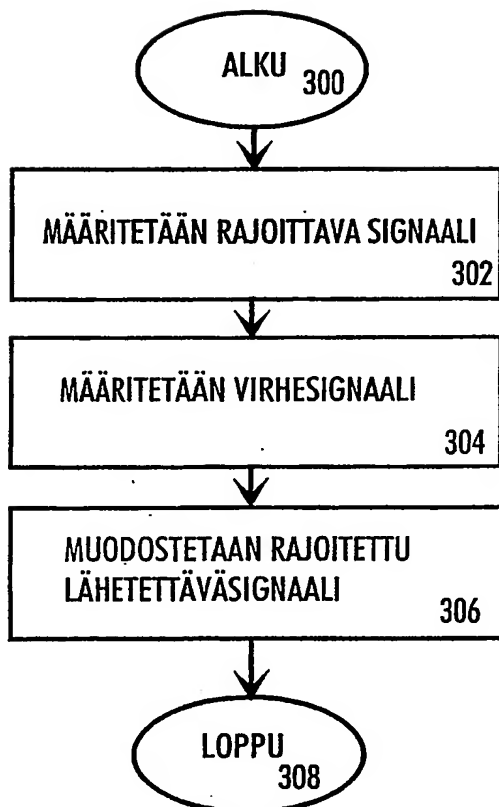 ALKU
300
MÄÄRITETÄÄN RAJOITTAVA SIGNAALI
302
MÄÄRITETÄÄN VIRHESIGNAALI
304
MUODOSTETAAN RAJOITETTU
LÄHETETTÄVÄSIGNAALI
306
LOPPU
308